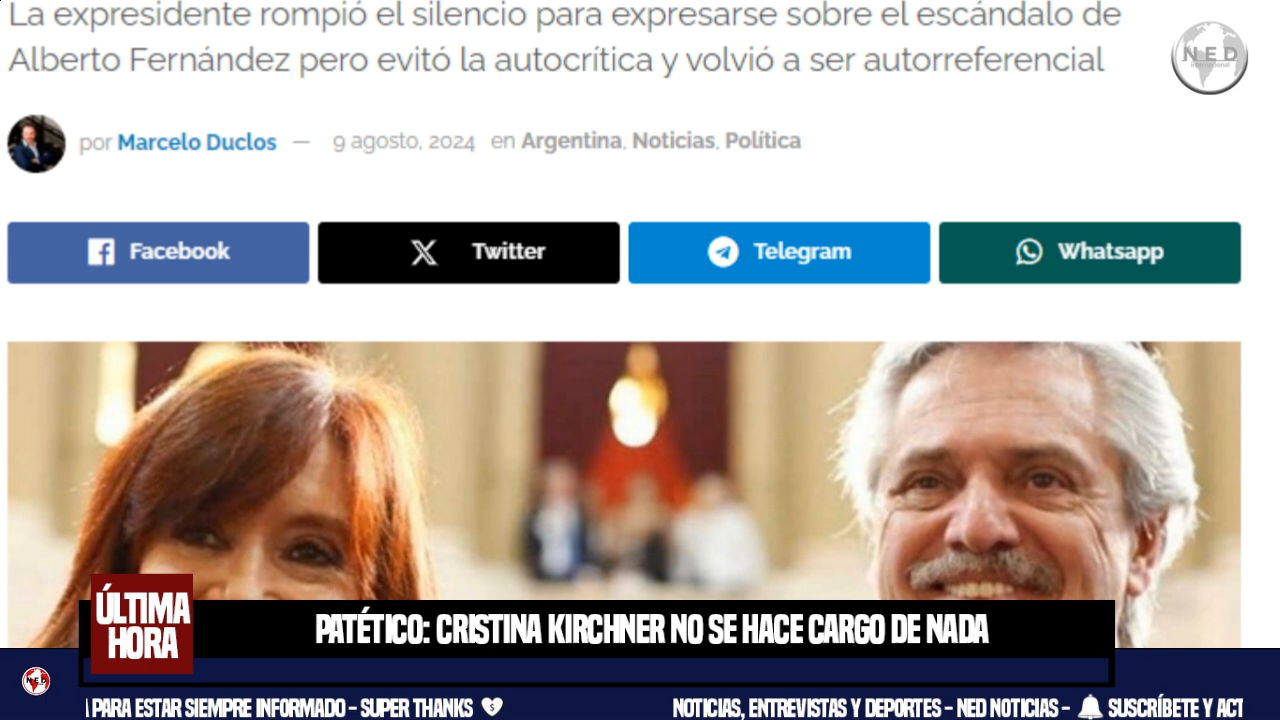 La expresidente rompió el silencio para expresarse sobre el escándalo de
Alberto Fernández pero evitó la autocrítica y volvió a ser autorreferencial
NED
international
por Marcelo Duclos — 9 agosto, 2024 en Argentina, Noticias, Política
Facebook
Twitter
Telegram
Whatsapp
ÚLTIMA
HORA
PATÉTICO: CRISTINA KIRCHNER NO SE HACE CARGO DE NADA
NED
PARA ESTAR SIEMPRE INFORMADO - SUPER THANKS
NOTICIAS, ENTREVISTAS Y DEPORTES - NED NOTICIAS - SUSCRÍBETE Y ACT